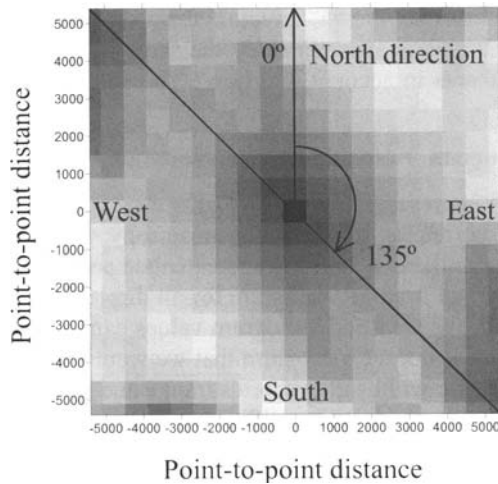 5000
4000
3000
2000
1000
0
-1000
-2000
-3000
-4000
-5000
Point-to-point distance
0º North direction
West
East
135º
South
-5000 -4000 -3000 -2000 -1000 0 1000 2000 3000 4000 5000
Point-to-point distance